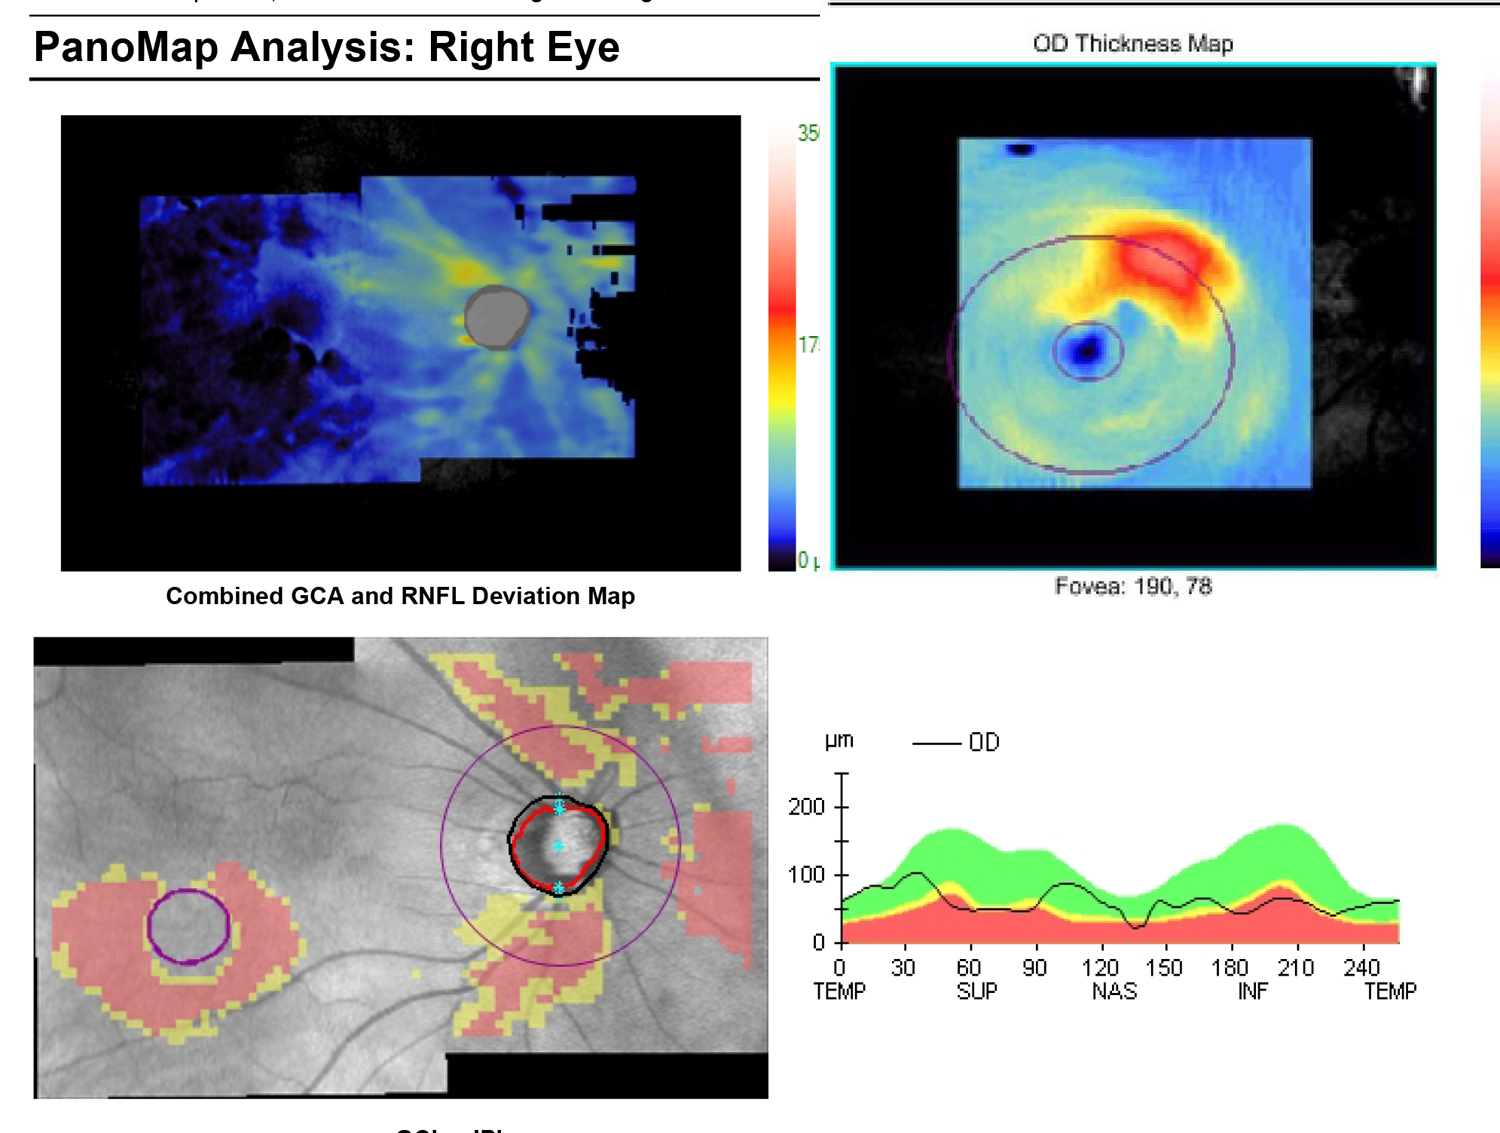 PanoMap Analysis: Right Eye
OD Thickness Map
35
17
0 µ
Combined GCA and RNFL Deviation Map
Fovea: 190, 78
µm
OD
200
100
0
0 30 60 90 120 150 180 210 240
TEMP SUP NAS INF TEMP